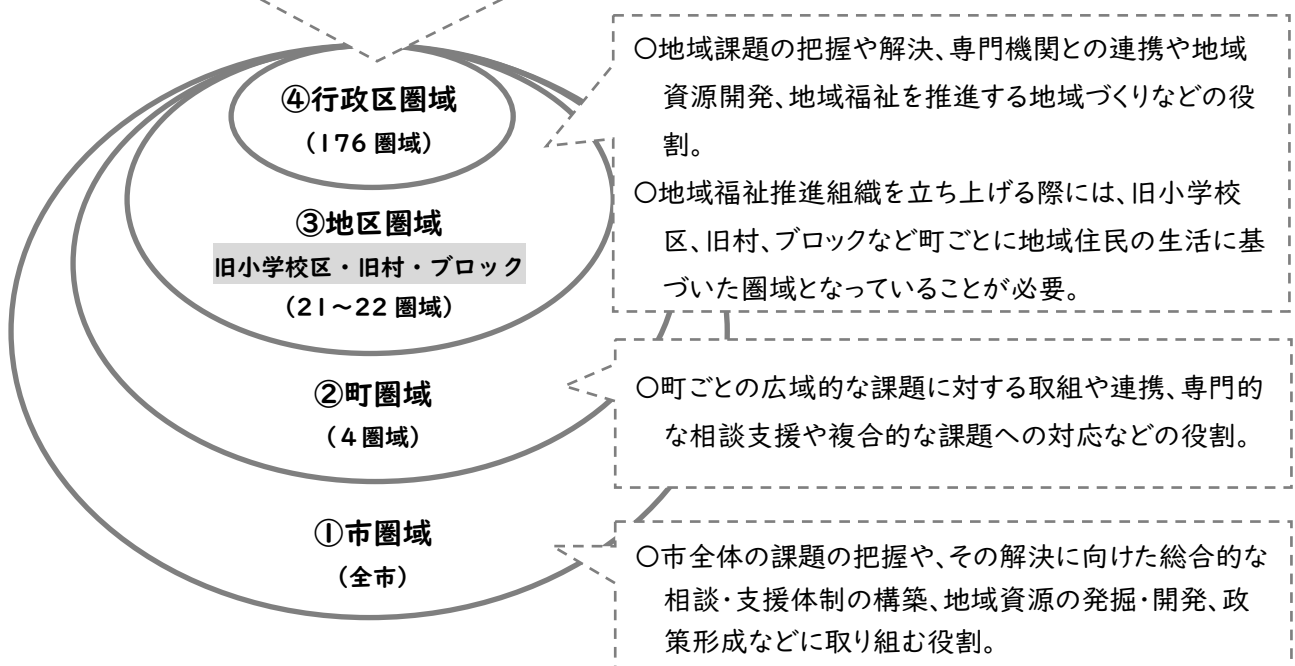 ④行政区圏域
(176 圏域)
③地区圏域
旧小学校区・旧村・ブロック
(21~22 圏域)
②町圏域
(4圏域)
①市圏域
(全市)
〇地域課題の把握や解決、専門機関との連携や地域
資源開発、地域福祉を推進する地域づくりなどの役
割。
〇地域福祉推進組織を立ち上げる際には、旧小学校
区、旧村、ブロックなど町ごとに地域住民の生活に基
づいた圏域となっていることが必要。
〇町ごとの広域的な課題に対する取組や連携、専門的
な相談支援や複合的な課題への対応などの役割。
〇市全体の課題の把握や、その解決に向けた総合的な
相談・支援体制の構築、地域資源の発掘・開発、政
策形成などに取り組む役割。